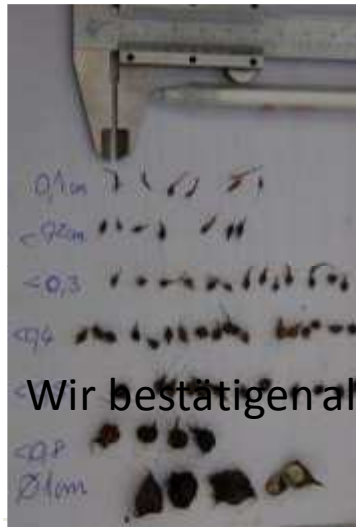 0,1cm
<0,2cm
<0,3
<0,4
<
Wir bestätigen al
<0,8
Ø1cm